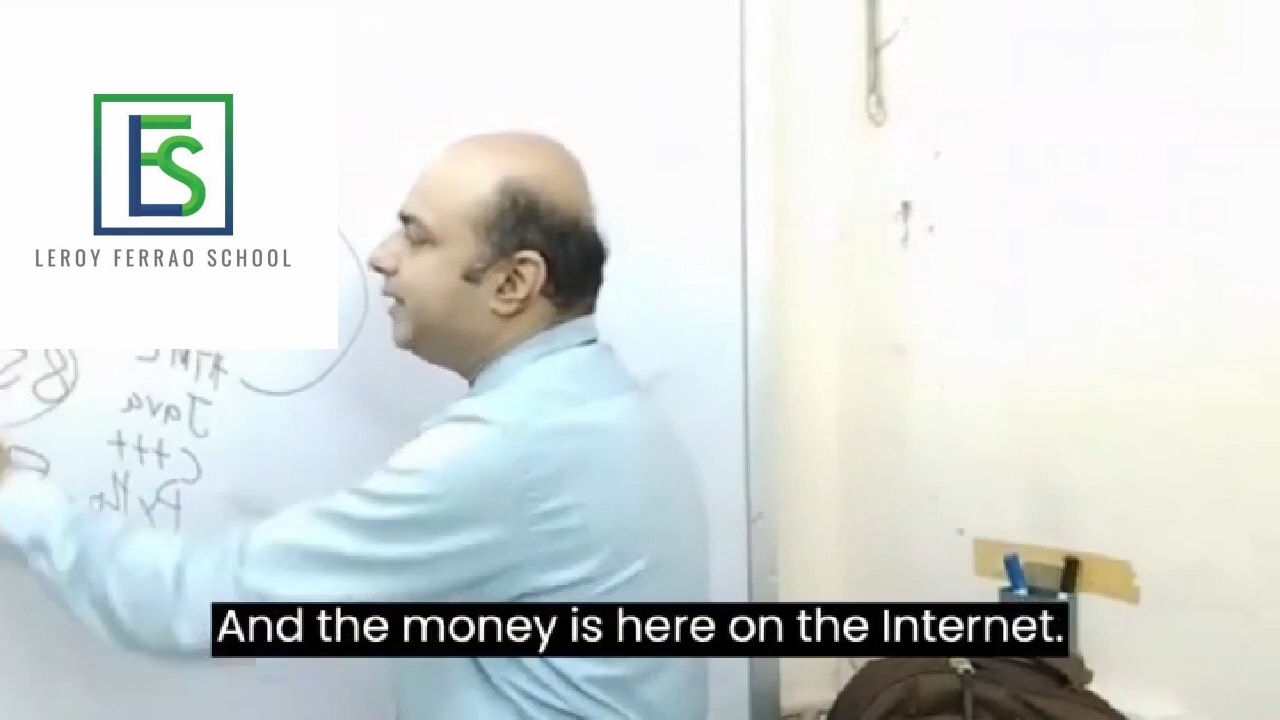 LEROY FERRAO SCHOOL
Java
C++
And the money is here on the Internet.